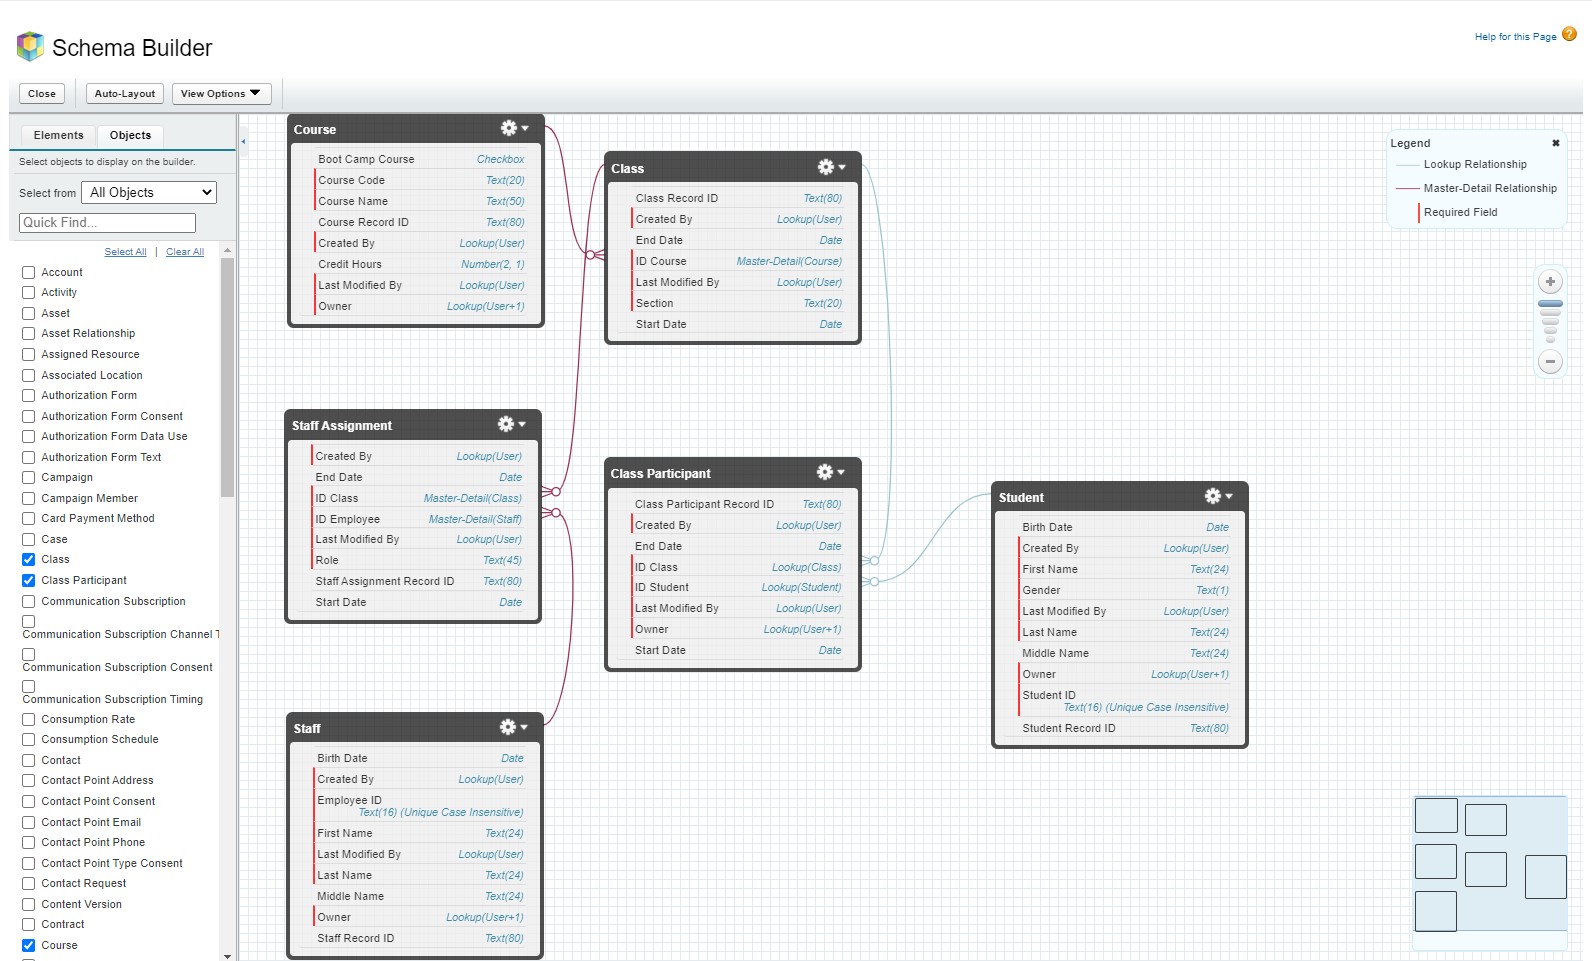 Schema Builder
Help for this Page ?
Close
Auto-Layout
View Options
Elements
Objects
Select objects to display on the builder.
Select from All Objects
Quick Find...
Select All | Clear All
Account
Activity
Asset
Asset Relationship
Assigned Resource
Associated Location
Authorization Form
Authorization Form Consent
Authorization Form Data Use
Authorization Form Text
Campaign
Campaign Member
Card Payment Method
Case
Class
Class Participant
Communication Subscription
Communication Subscription Channel T
Communication Subscription Consent
Communication Subscription Timing
Consumption Rate
Consumption Schedule
Contact
Contact Point Address
Contact Point Consent
Contact Point Email
Contact Point Phone
Contact Point Type Consent
Contact Request
Content Version
Contract
Course
Course
Boot Camp Course Checkbox
Course Code Text(20)
Course Name Text(50)
Course Record ID Text(80)
Created By Lookup(User)
Credit Hours Number(2, 1)
Last Modified By Lookup(User)
Owner Lookup(User+1)
Class
Class Record ID Text(80)
Created By Lookup(User)
End Date Date
ID Course Master-Detail(Course)
Last Modified By Lookup(User)
Section Text(20)
Start Date Date
Staff Assignment
Created By Lookup(User)
End Date Date
ID Class Master-Detail(Class)
ID Employee Master-Detail(Staff)
Last Modified By Lookup(User)
Role Text(45)
Staff Assignment Record ID Text(80)
Start Date Date
Class Participant
Class Participant Record ID Text(80)
Created By Lookup(User)
End Date Date
ID Class Lookup(Class)
ID Student Lookup(Student)
Last Modified By Lookup(User)
Owner Lookup(User+1)
Start Date Date
Student
Birth Date Date
Created By Lookup(User)
First Name Text(24)
Gender Text(1)
Last Modified By Lookup(User)
Last Name Text(24)
Middle Name Text(24)
Owner Lookup(User+1)
Student ID
Text(16) (Unique Case Insensitive)
Student Record ID Text(80)
Staff
Birth Date Date
Created By Lookup(User)
Employee ID
Text(16) (Unique Case Insensitive)
First Name Text(24)
Last Modified By Lookup(User)
Last Name Text(24)
Middle Name Text(24)
Owner Lookup(User+1)
Staff Record ID Text(80)
Legend
Lookup Relationship
Master-Detail Relationship
Required Field